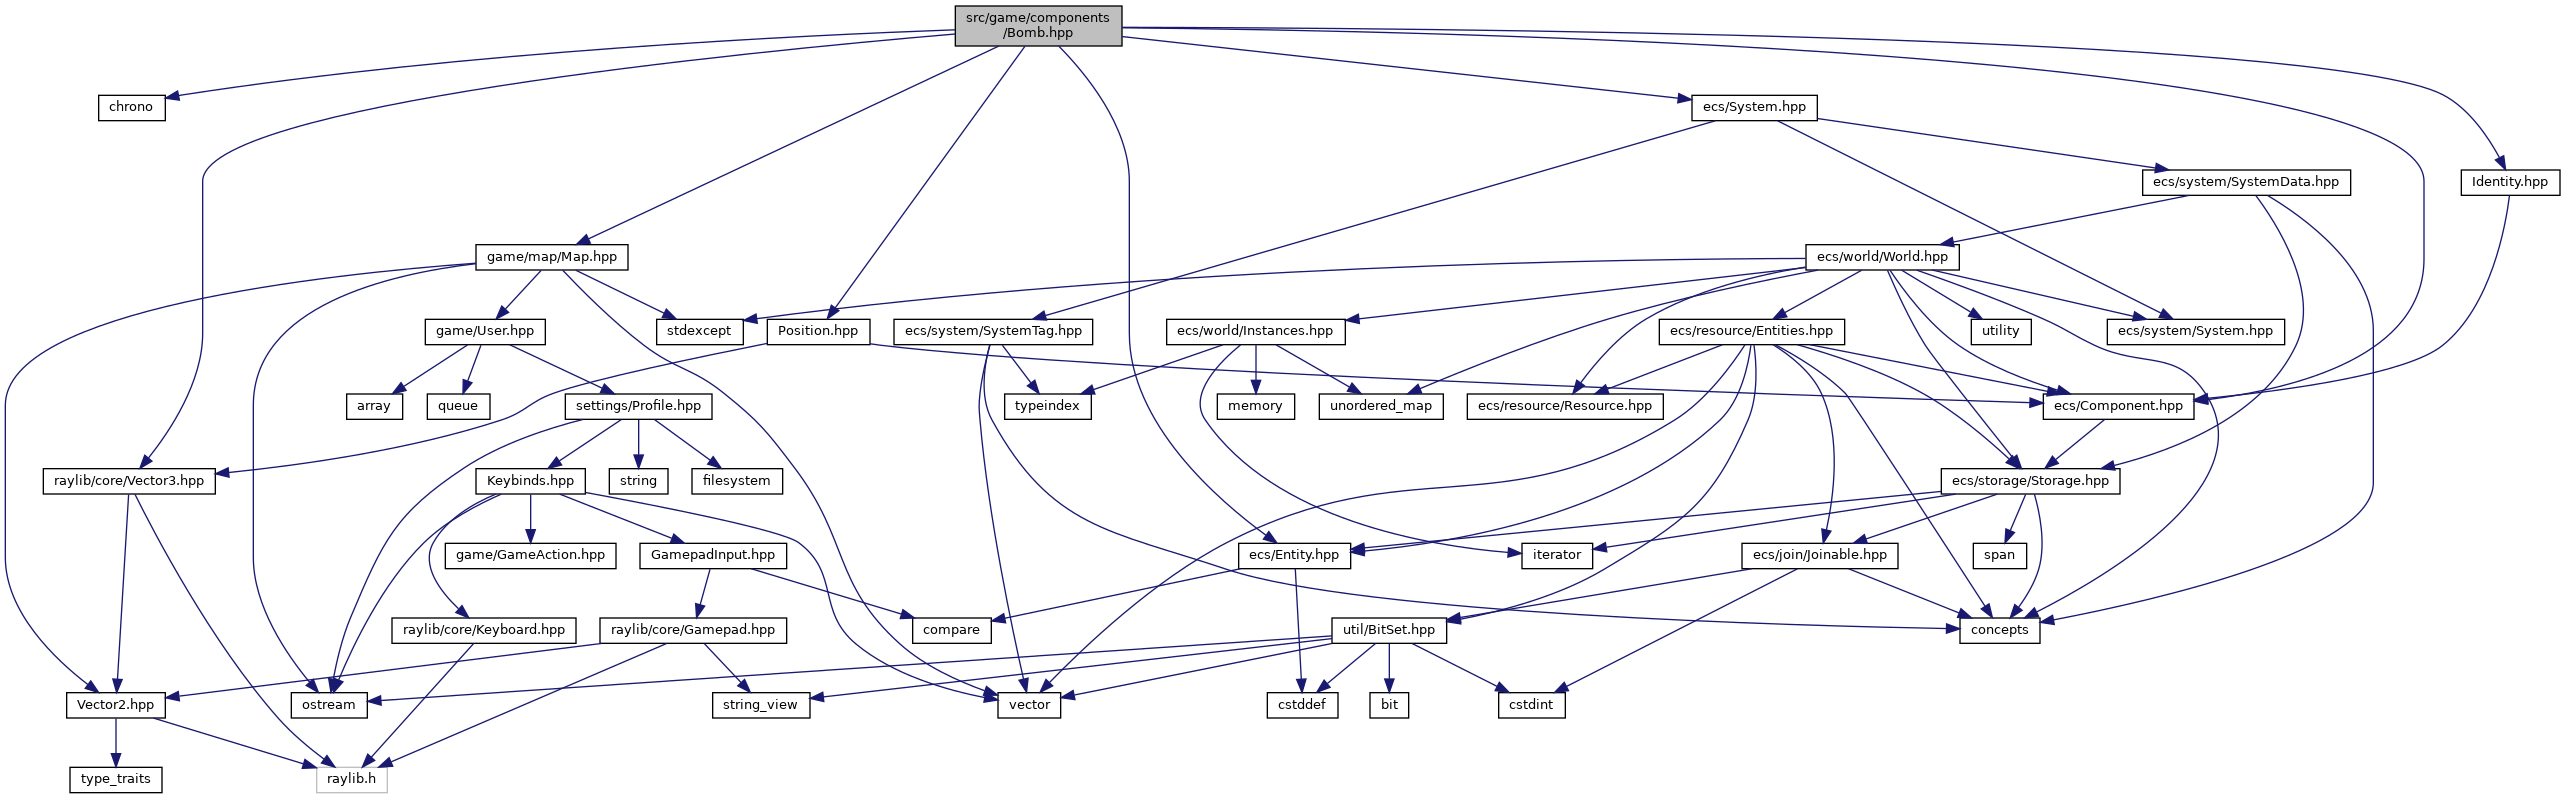 src/game/components
/Bomb.hpp
chrono
ecs/System.hpp
ecs/system/SystemData.hpp
Identity.hpp
game/map/Map.hpp
ecs/world/World.hpp
game/User.hpp
stdexcept
Position.hpp
ecs/system/SystemTag.hpp
ecs/world/Instances.hpp
ecs/resource/Entities.hpp
utility
ecs/system/System.hpp
array
queue
settings/Profile.hpp
typeindex
memory
unordered_map
ecs/resource/Resource.hpp
ecs/Component.hpp
raylib/core/Vector3.hpp
Keybinds.hpp
string
filesystem
ecs/storage/Storage.hpp
game/GameAction.hpp
GamepadInput.hpp
ecs/Entity.hpp
iterator
ecs/join/Joinable.hpp
span
raylib/core/Keyboard.hpp
raylib/core/Gamepad.hpp
compare
util/BitSet.hpp
concepts
Vector2.hpp
ostream
string_view
vector
cstddef
bit
cstdint
type_traits
raylib.h